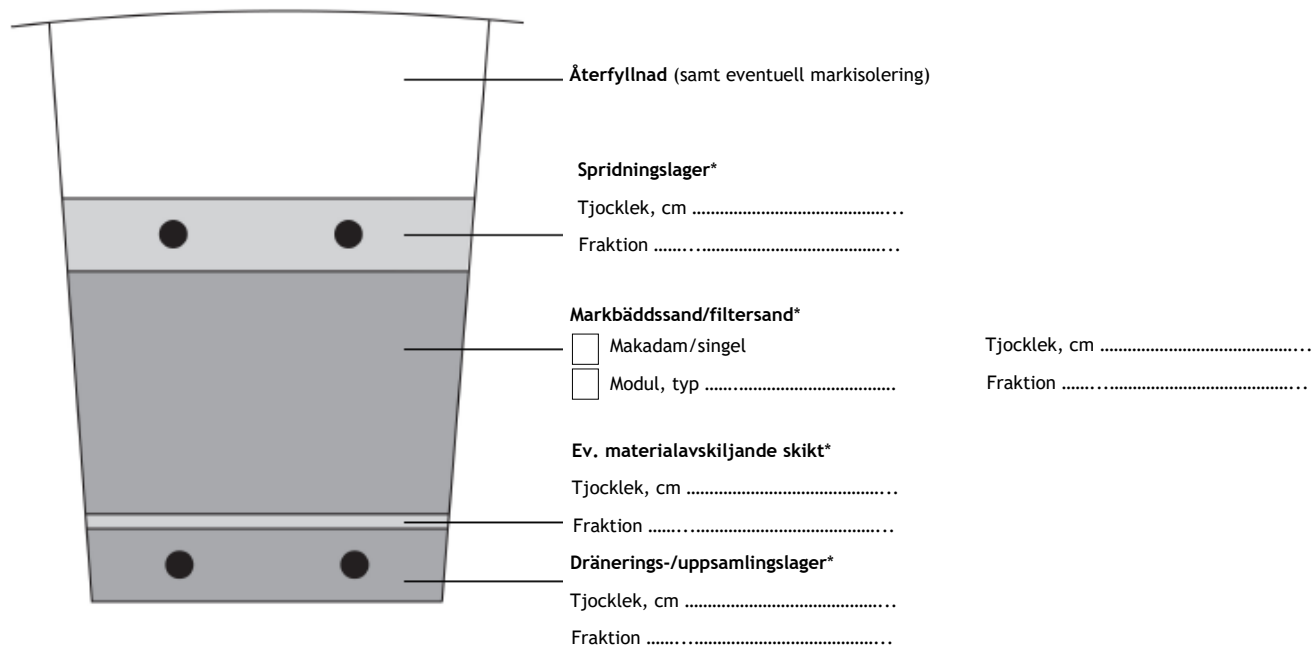 Återfyllnad (samt eventuell markisolering)
Spridningslager*
Tjocklek, cm ...............................................
Fraktion ......................................................
Markbäddssand/filtersand*
Makadam/singel
Tjocklek, cm ...............................................
Modul, typ ..........................................
Fraktion ......................................................
Ev. materialavskiljande skikt*
Tjocklek, cm ...............................................
Fraktion ......................................................
Dränerings-/uppsamlingslager*
Tjocklek, cm ...............................................
Fraktion ......................................................